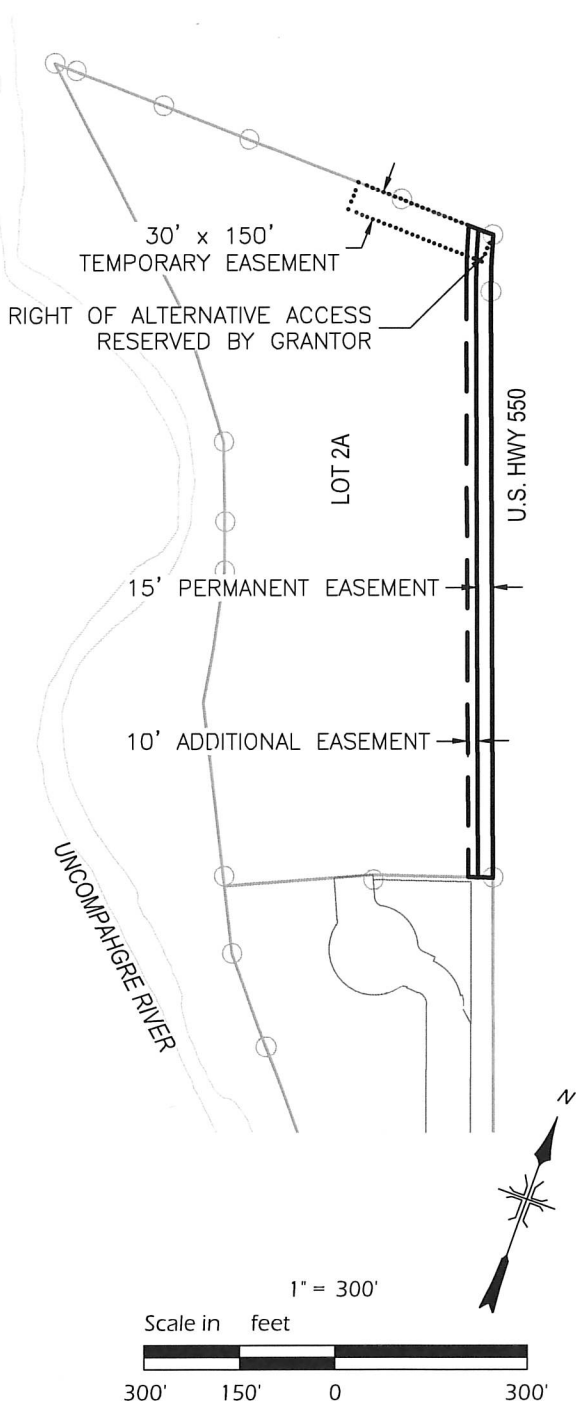 30' x 150'
TEMPORARY EASEMENT
RIGHT OF ALTERNATIVE ACCESS
RESERVED BY GRANTOR
LOT 2A
U.S. HWY 550
15' PERMANENT EASEMENT
10' ADDITIONAL EASEMENT
UNCOMPAHGRE RIVER
N
1" = 300'
Scale in feet
300' 150' 0 300'